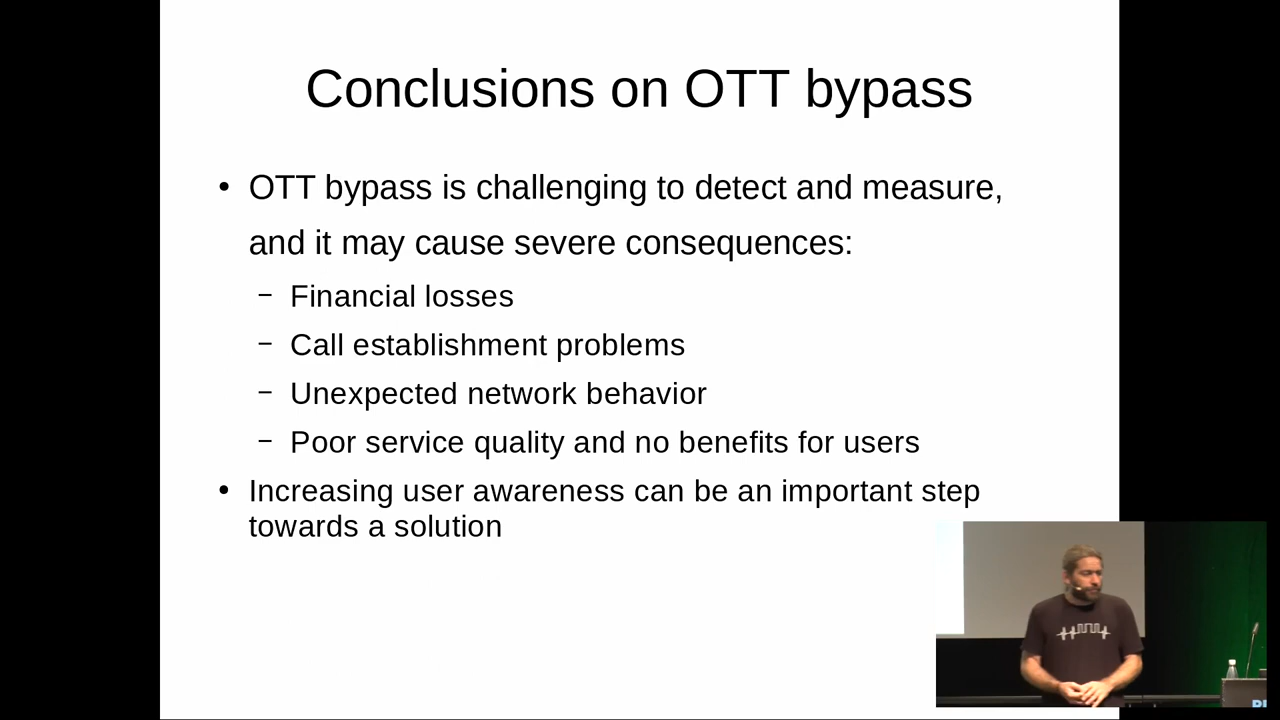 Conclusions on OTT bypass
• OTT bypass is challenging to detect and measure,
and it may cause severe consequences:
– Financial losses
– Call establishment problems
– Unexpected network behavior
– Poor service quality and no benefits for users
• Increasing user awareness can be an important step
towards a solution